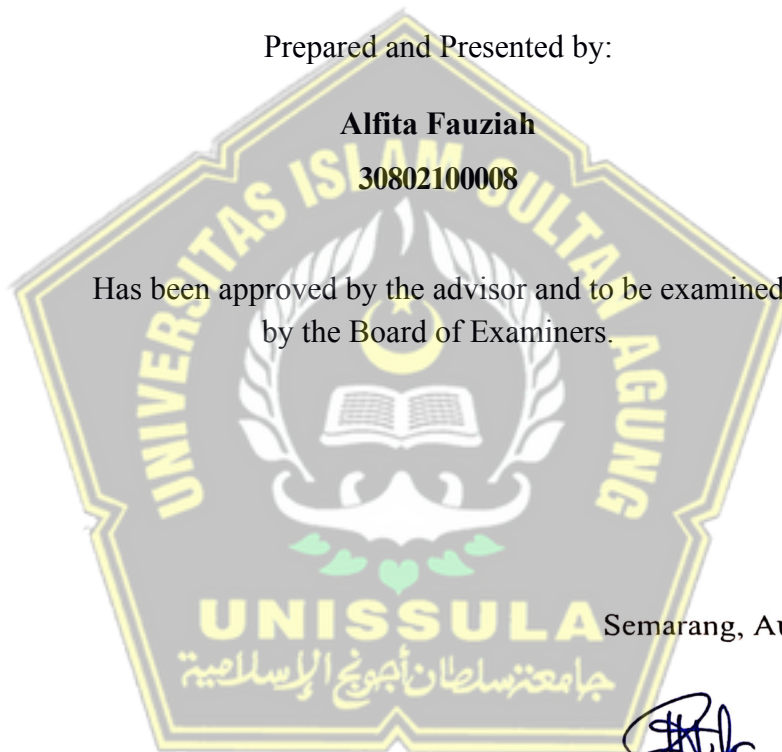 Prepared and Presented by:
Alfita Fauziah
30802100008
UNIVERSITAS ISLAM SULTAN AGUNG
Has been approved by the advisor and to be examined
by the Board of Examiners.
UNISSULA
جامعة سلطان أجونج الإسلامية
Semarang,